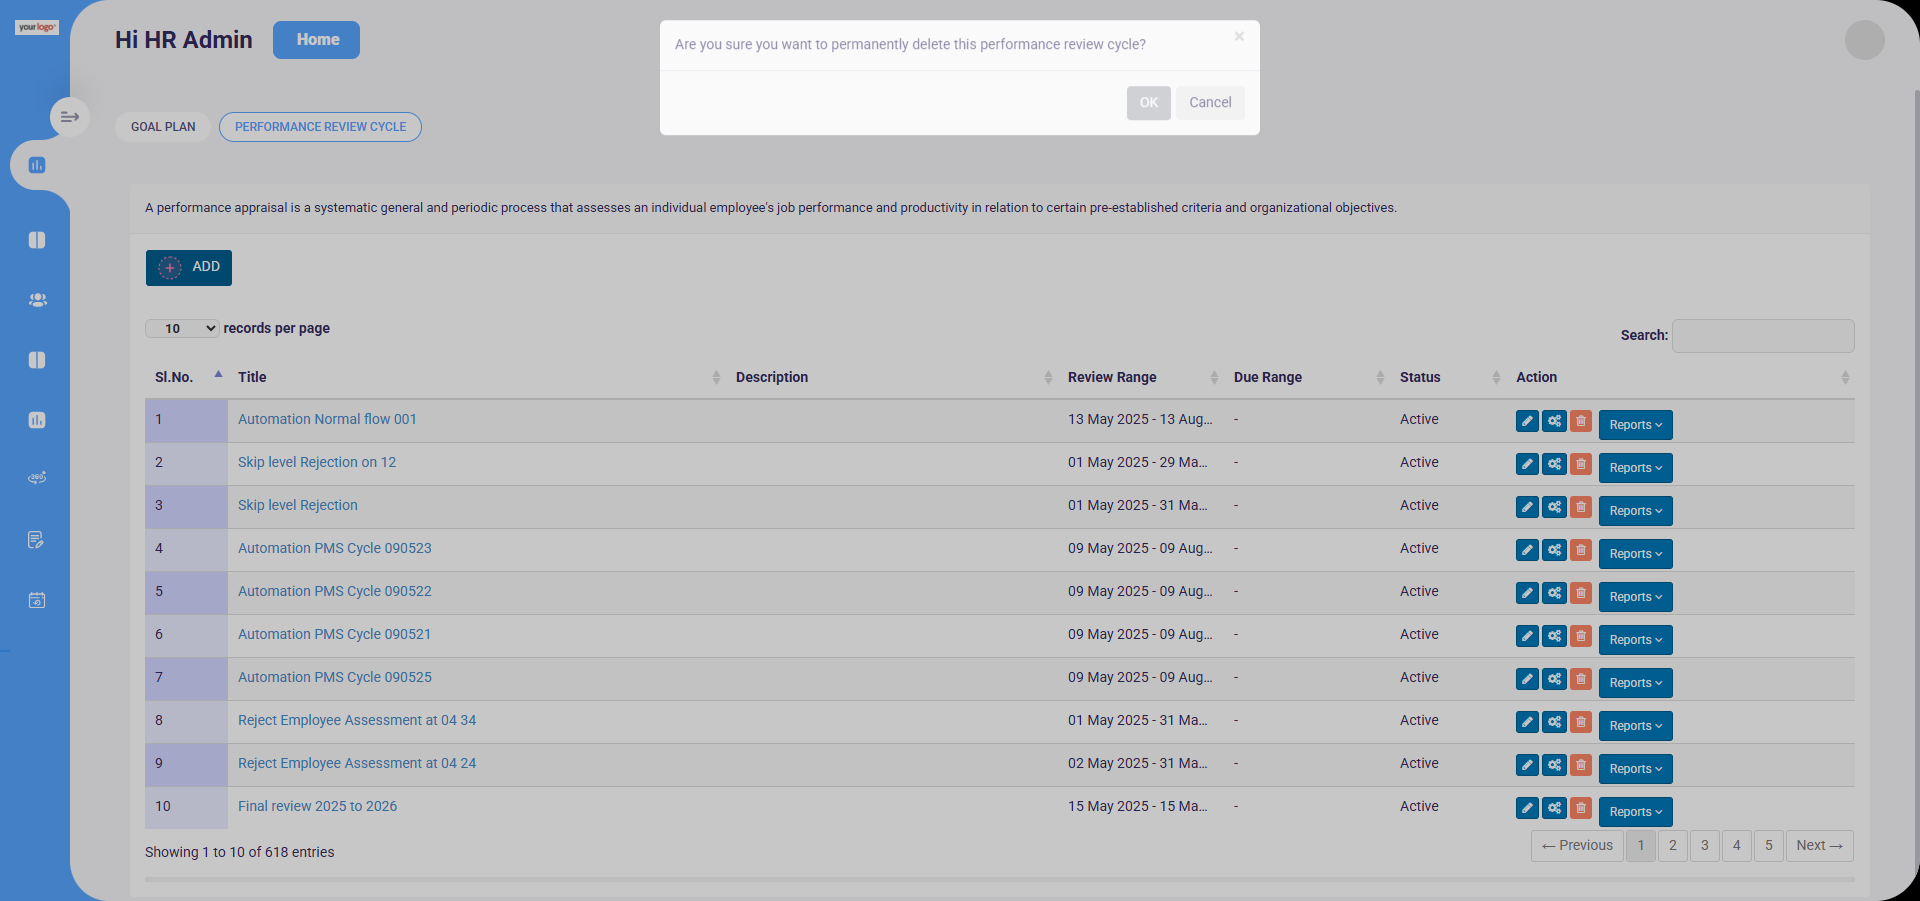 your logo
Hi HR Admin
Home
Are you sure you want to permanently delete this performance review cycle?
×
OK
Cancel
GOAL PLAN
PERFORMANCE REVIEW CYCLE
A performance appraisal is a systematic general and periodic process that assesses an individual employee's job performance and productivity in relation to certain pre-established criteria and organizational objectives.
+ ADD
10 records per page
Search:
Sl.No. Title Description Review Range Due Range Status Action
1 Automation Normal flow 001 13 May 2025 - 13 Aug... - Active Reports
2 Skip level Rejection on 12 01 May 2025 - 29 Ma... - Active Reports
3 Skip level Rejection 01 May 2025 - 31 Ma... - Active Reports
4 Automation PMS Cycle 090523 09 May 2025 - 09 Aug... - Active Reports
5 Automation PMS Cycle 090522 09 May 2025 - 09 Aug... - Active Reports
6 Automation PMS Cycle 090521 09 May 2025 - 09 Aug... - Active Reports
7 Automation PMS Cycle 090525 09 May 2025 - 09 Aug... - Active Reports
8 Reject Employee Assessment at 04 34 01 May 2025 - 31 Ma... - Active Reports
9 Reject Employee Assessment at 04 24 02 May 2025 - 31 Ma... - Active Reports
10 Final review 2025 to 2026 15 May 2025 - 15 Ma... - Active Reports
Showing 1 to 10 of 618 entries
← Previous 1 2 3 4 5 Next →
360